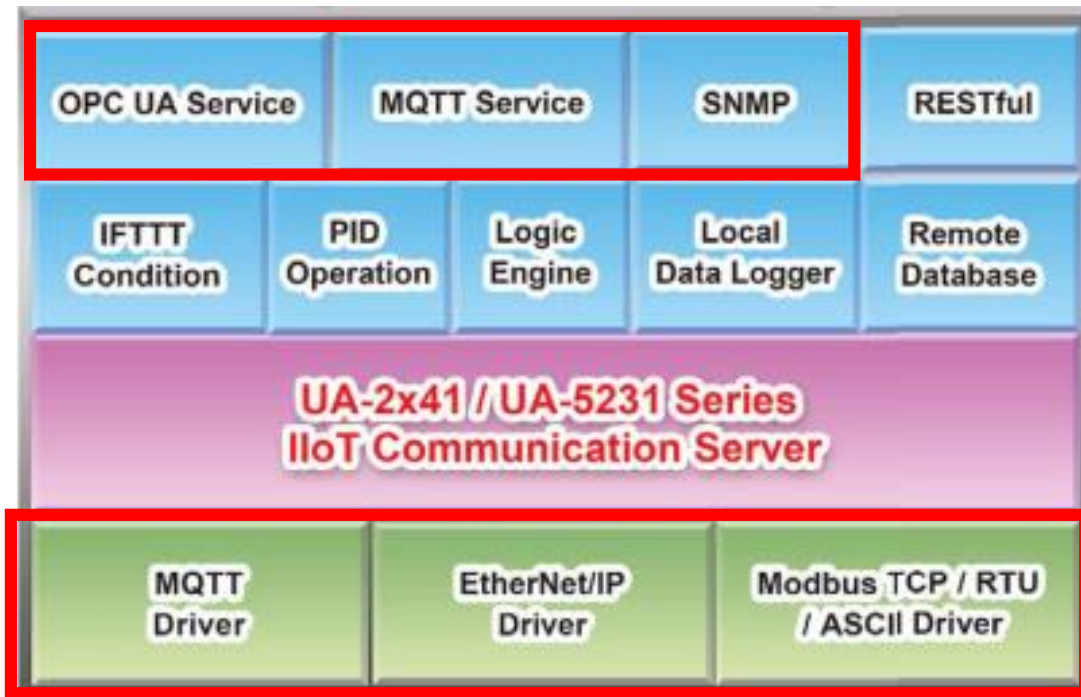 OPC UA Service
MQTT Service
SNMP
RESTful
IFTTT
Condition
PID
Operation
Logic
Engine
Local
Data Logger
Remote
Database
UA-2x41 / UA-5231 Series
IIoT Communication Server
MQTT
Driver
EtherNet/IP
Driver
Modbus TCP / RTU
/ ASCII Driver